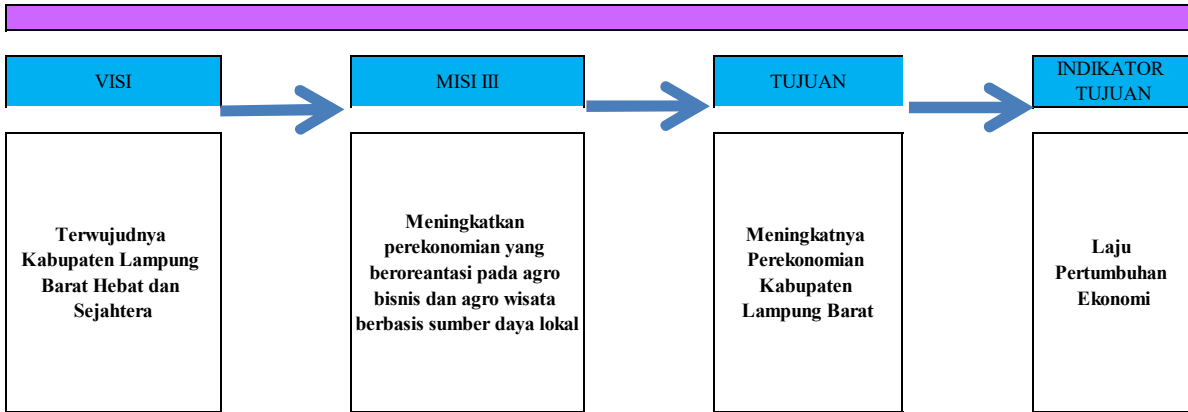 VISI
MISI III
TUJUAN
INDIKATOR
TUJUAN
Terwujudnya
Kabupaten Lampung
Barat Hebat dan
Sejahtera
Meningkatkan
perekonomian yang
beroreantasi pada agro
bisnis dan agro wisata
berbasis sumber daya lokal
Meningkatnya
Perekonomian
Kabupaten
Lampung Barat
Laju
Pertumbuhan
Ekonomi